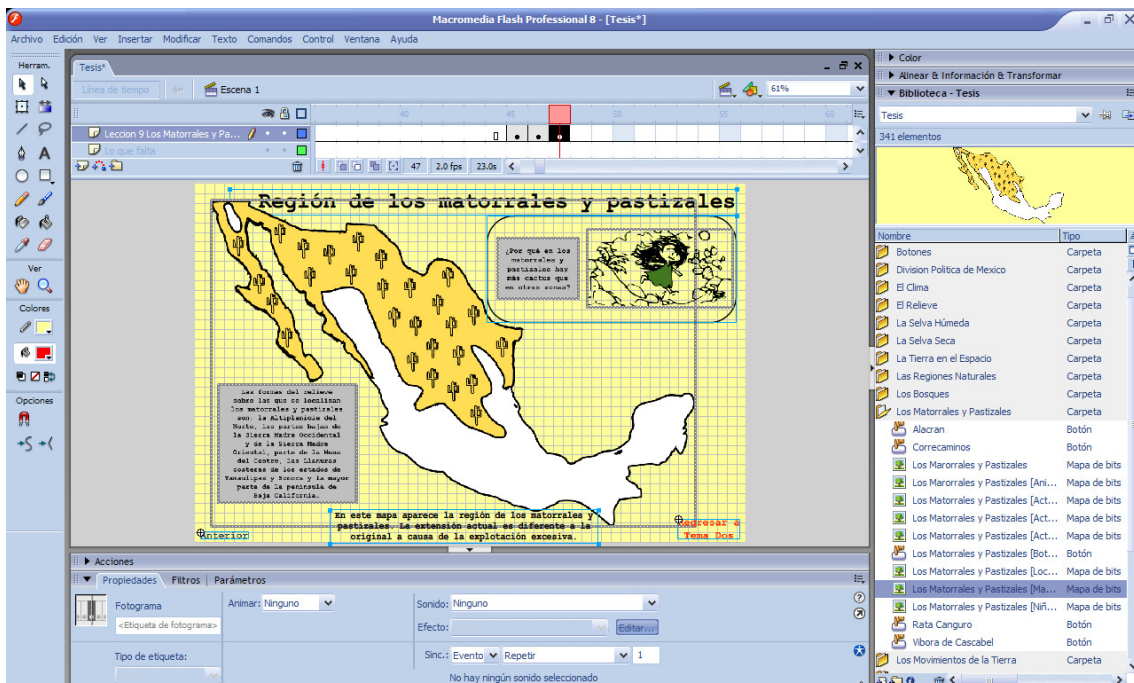 Macromedia Flash Professional 8 - [Tesis*]
Archivo Edición Ver Insertar Modificar Texto Comandos Control Ventana Ayuda
Herram.
Ver
Colores
Opciones
Tesis*
Línea de tiempo
Escena 1
61%
40 45 50 55 60
Leccion 9 Los Matorrales y Pa...
Lo que falta
47 2.0 fps 23.0s
Región de los matorrales y pastizales
¿Por qué en los
matorrales y
pastizales hay
más cactus que
en otras zonas?
Las formas del relieve
sobre las que se localizan
los matorrales y pastizales
son: la Altiplanicie del
Norte, las partes bajas de
la Sierra Madre Occidental
y de la Sierra Madre
Oriental, parte de la Mesa
del Centro, las Llanuras
costeras de los estados de
Tamaulipas y Sonora y la mayor
parte de la península de
Baja California.
En este mapa aparece la región de los matorrales y
pastizales. La extensión actual es diferente a la
original a causa de la explotación excesiva.
Anterior
Regresar a
Tema Dos
Acciones
Propiedades Filtros Parámetros
Fotograma
<Etiqueta de fotograma>
Tipo de etiqueta:
Animar: Ninguno
Sonido: Ninguno
Efecto:
Editar...
Sinc.: Evento Repetir 1
No hay ningún sonido seleccionado
Color
Alinear & Información & Transformar
Biblioteca - Tesis
Tesis
341 elementos
Nombre Tipo
Botones Carpeta
Division Politica de Mexico Carpeta
El Clima Carpeta
El Relieve Carpeta
La Selva Húmeda Carpeta
La Selva Seca Carpeta
La Tierra en el Espacio Carpeta
Las Regiones Naturales Carpeta
Los Bosques Carpeta
Los Matorrales y Pastizales Carpeta
Alacran Botón
Correcaminos Botón
Los Marorrales y Pastizales Mapa de bits
Los Marorrales y Pastizales [Ani... Mapa de bits
Los Matorrales y Pastizales [Act... Mapa de bits
Los Matorrales y Pastizales [Act... Mapa de bits
Los Matorrales y Pastizales [Act... Mapa de bits
Los Matorrales y Pastizales [Bot... Botón
Los Matorrales y Pastizales [Loc... Mapa de bits
Los Matorrales y Pastizales [Ma... Mapa de bits
Los Matorrales y Pastizales [Niñ... Mapa de bits
Rata Canguro Botón
Vibora de Cascabel Botón
Los Movimientos de la Tierra Carpeta